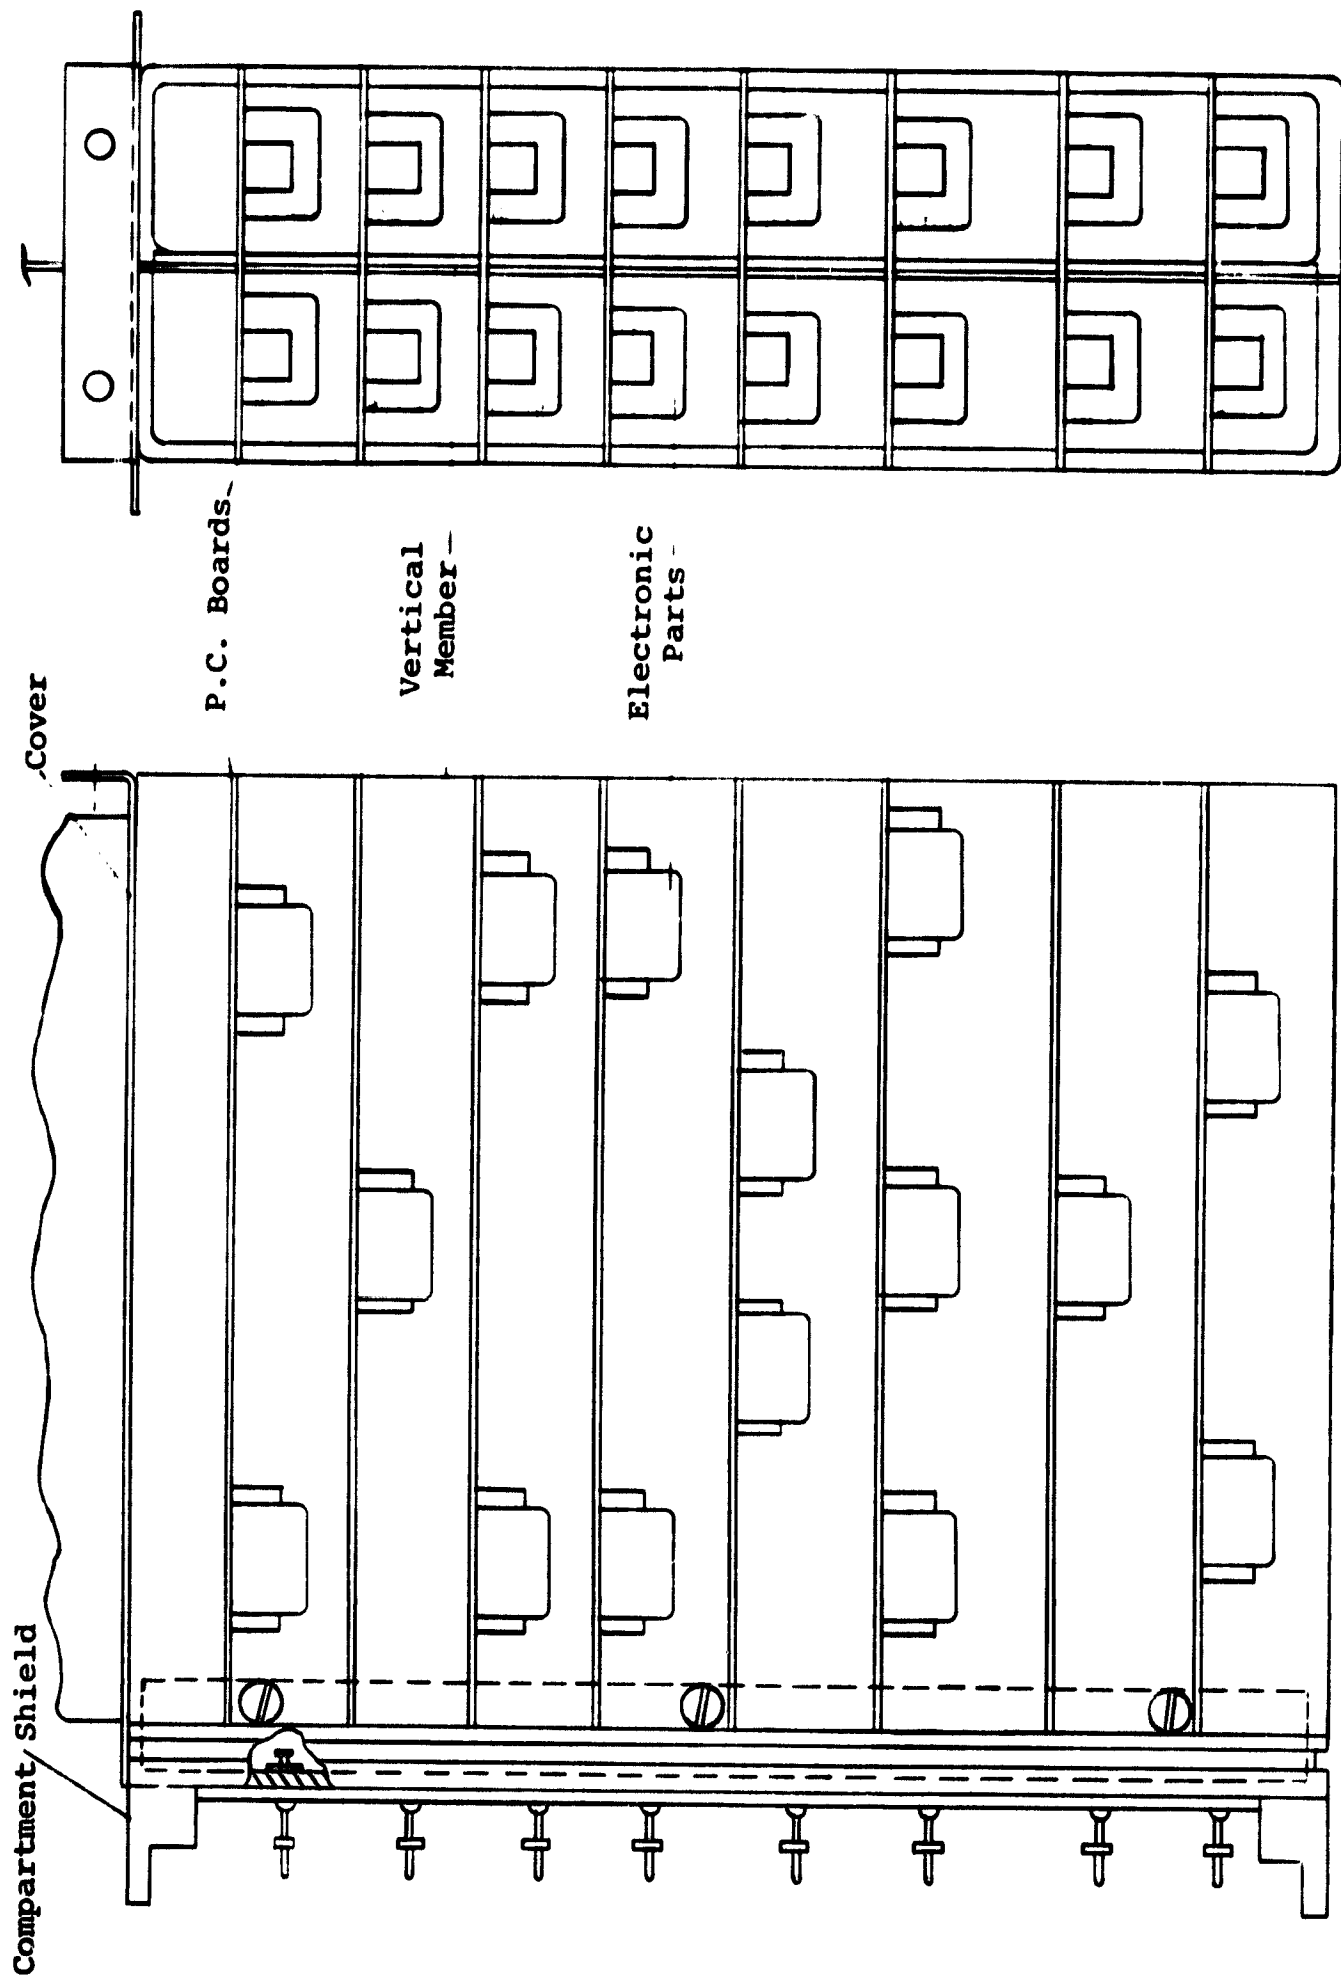 Compartment Shield
Cover
P.C. Boards
Vertical
Member
Electronic
Parts